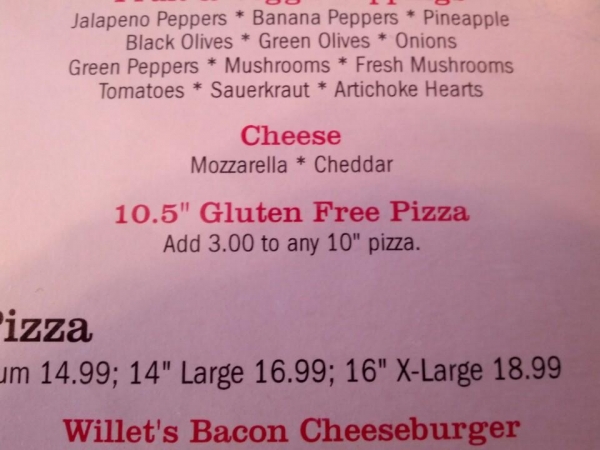 Jalapeno Peppers * Banana Peppers * Pineapple
Black Olives * Green Olives * Onions
Green Peppers * Mushrooms * Fresh Mushrooms
Tomatoes * Sauerkraut * Artichoke Hearts
Cheese
Mozzarella * Cheddar
10.5" Gluten Free Pizza
Add 3.00 to any 10" pizza.
Pizza
um 14.99; 14" Large 16.99; 16" X-Large 18.99
Willet's Bacon Cheeseburger